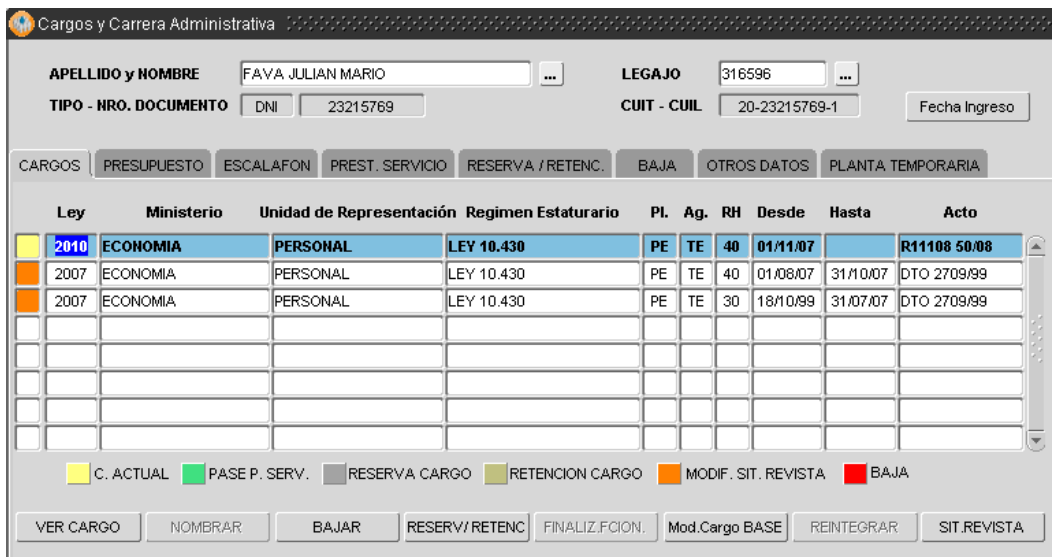 Cargos y Carrera Administrativa
APELLIDO y NOMBRE FAVA JULIAN MARIO ... LEGAJO 316596 ...
TIPO - NRO. DOCUMENTO DNI 23215769 CUIT - CUIL 20-23215769-1 Fecha Ingreso
CARGOS PRESUPUESTO ESCALAFON PREST. SERVICIO RESERVA / RETENC. BAJA OTROS DATOS PLANTA TEMPORARIA
Ley Ministerio Unidad de Representación Regimen Estaturario Pl. Ag. RH Desde Hasta Acto
2010 ECONOMIA PERSONAL LEY 10.430 PE TE 40 01/11/07 R11108 50/08
2007 ECONOMIA PERSONAL LEY 10.430 PE TE 40 01/08/07 31/10/07 DTO 2709/99
2007 ECONOMIA PERSONAL LEY 10.430 PE TE 30 18/10/99 31/07/07 DTO 2709/99
C. ACTUAL PASE P. SERV. RESERVA CARGO RETENCION CARGO MODIF. SIT. REVISTA BAJA
VER CARGO NOMBRAR BAJAR RESERV/ RETENC FINALIZ.FCION. Mod.Cargo BASE REINTEGRAR SIT.REVISTA